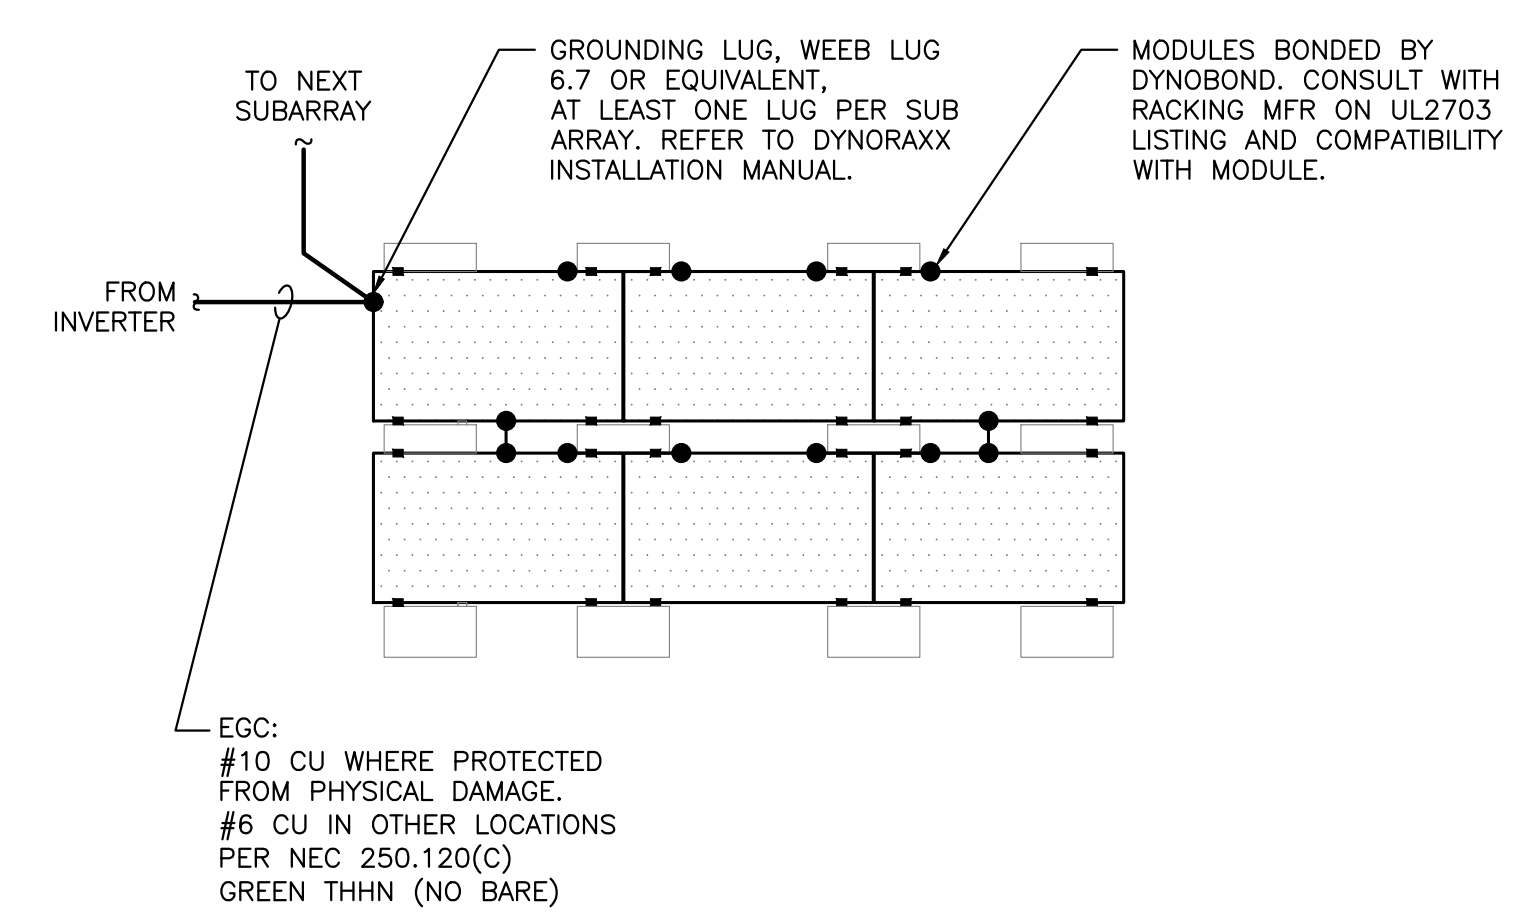 TO NEXT
SUBARRAY
GROUNDING LUG, WEEB LUG
6.7 OR EQUIVALENT,
AT LEAST ONE LUG PER SUB
ARRAY. REFER TO DYNORAXX
INSTALLATION MANUAL.
MODULES BONDED BY
DYNOBOND. CONSULT WITH
RACKING MFR ON UL2703
LISTING AND COMPATIBILITY
WITH MODULE.
FROM
INVERTER
EGC:
#10 CU WHERE PROTECTED
FROM PHYSICAL DAMAGE.
#6 CU IN OTHER LOCATIONS
PER NEC 250.120(C)
GREEN THHN (NO BARE)